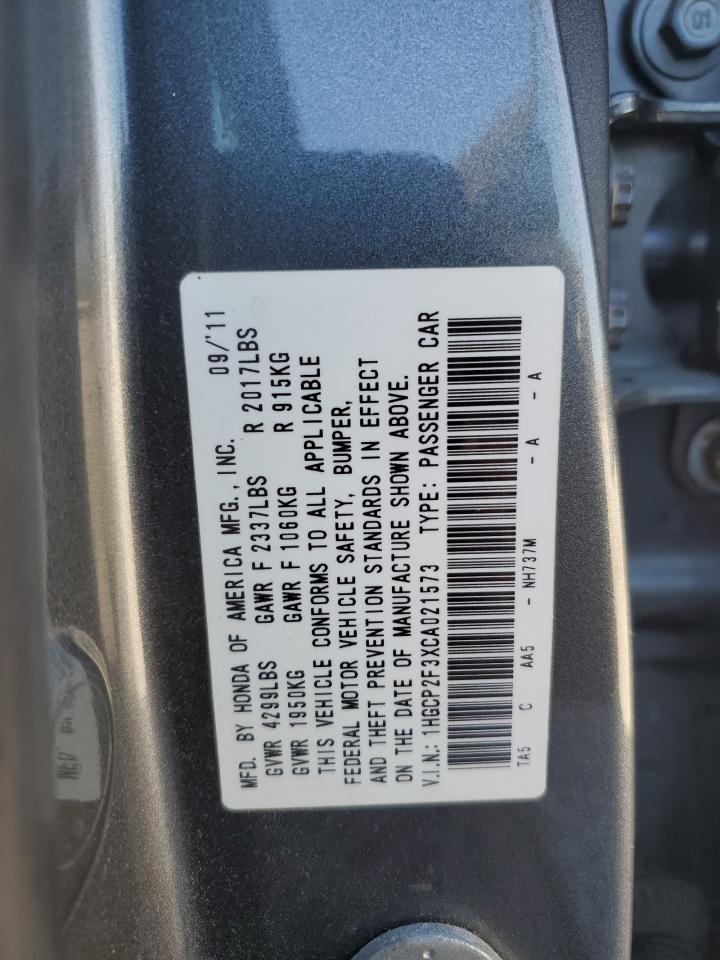 MFD. BY HONDA OF AMERICA MFG., INC. 09/'11
GVWR 4299LBS GAWR F 2337LBS R 2017LBS
GVWR 1950KG GAWR F 1060KG R 915KG
THIS VEHICLE CONFORMS TO ALL APPLICABLE
FEDERAL MOTOR VEHICLE SAFETY, BUMPER,
AND THEFT PREVENTION STANDARDS IN EFFECT
ON THE DATE OF MANUFACTURE SHOWN ABOVE.
V.I.N.: 1HGCP2F3XCA021573 TYPE: PASSENGER CAR
TA5 C AA5 - NH737M - A - A